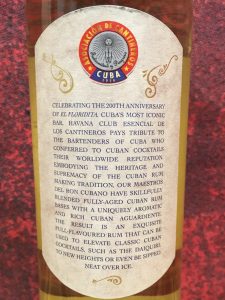 ASOCIACIÓN DE CANTINEROS
CUBA
CELEBRATING THE 200TH ANNIVERSARY
OF EL FLORIDITA, CUBA'S MOST ICONIC
BAR, HAVANA CLUB ESENCIAL DE
LOS CANTINEROS PAYS TRIBUTE TO
THE BARTENDERS OF CUBA WHO
CONFERRED TO CUBAN COCKTAILS
THEIR WORLDWIDE REPUTATION.
EMBODYING THE HERITAGE AND
SUPREMACY OF THE CUBAN RUM
MAKING TRADITION, OUR MAESTROS
DEL RON CUBANO HAVE SKILLFULLY
BLENDED FULLY-AGED CUBAN RUM
BASES WITH A UNIQUELY AROMATIC
AND RICH CUBAN AGUARDIENTE.
THE RESULT IS AN EXQUISITE
FULL-FLAVOURED RUM THAT CAN BE
USED TO ELEVATE CLASSIC CUBAN
COCKTAILS, SUCH AS THE DAIQUIRI,
TO NEW HEIGHTS OR EVEN BE SIPPED
NEAT OVER ICE.